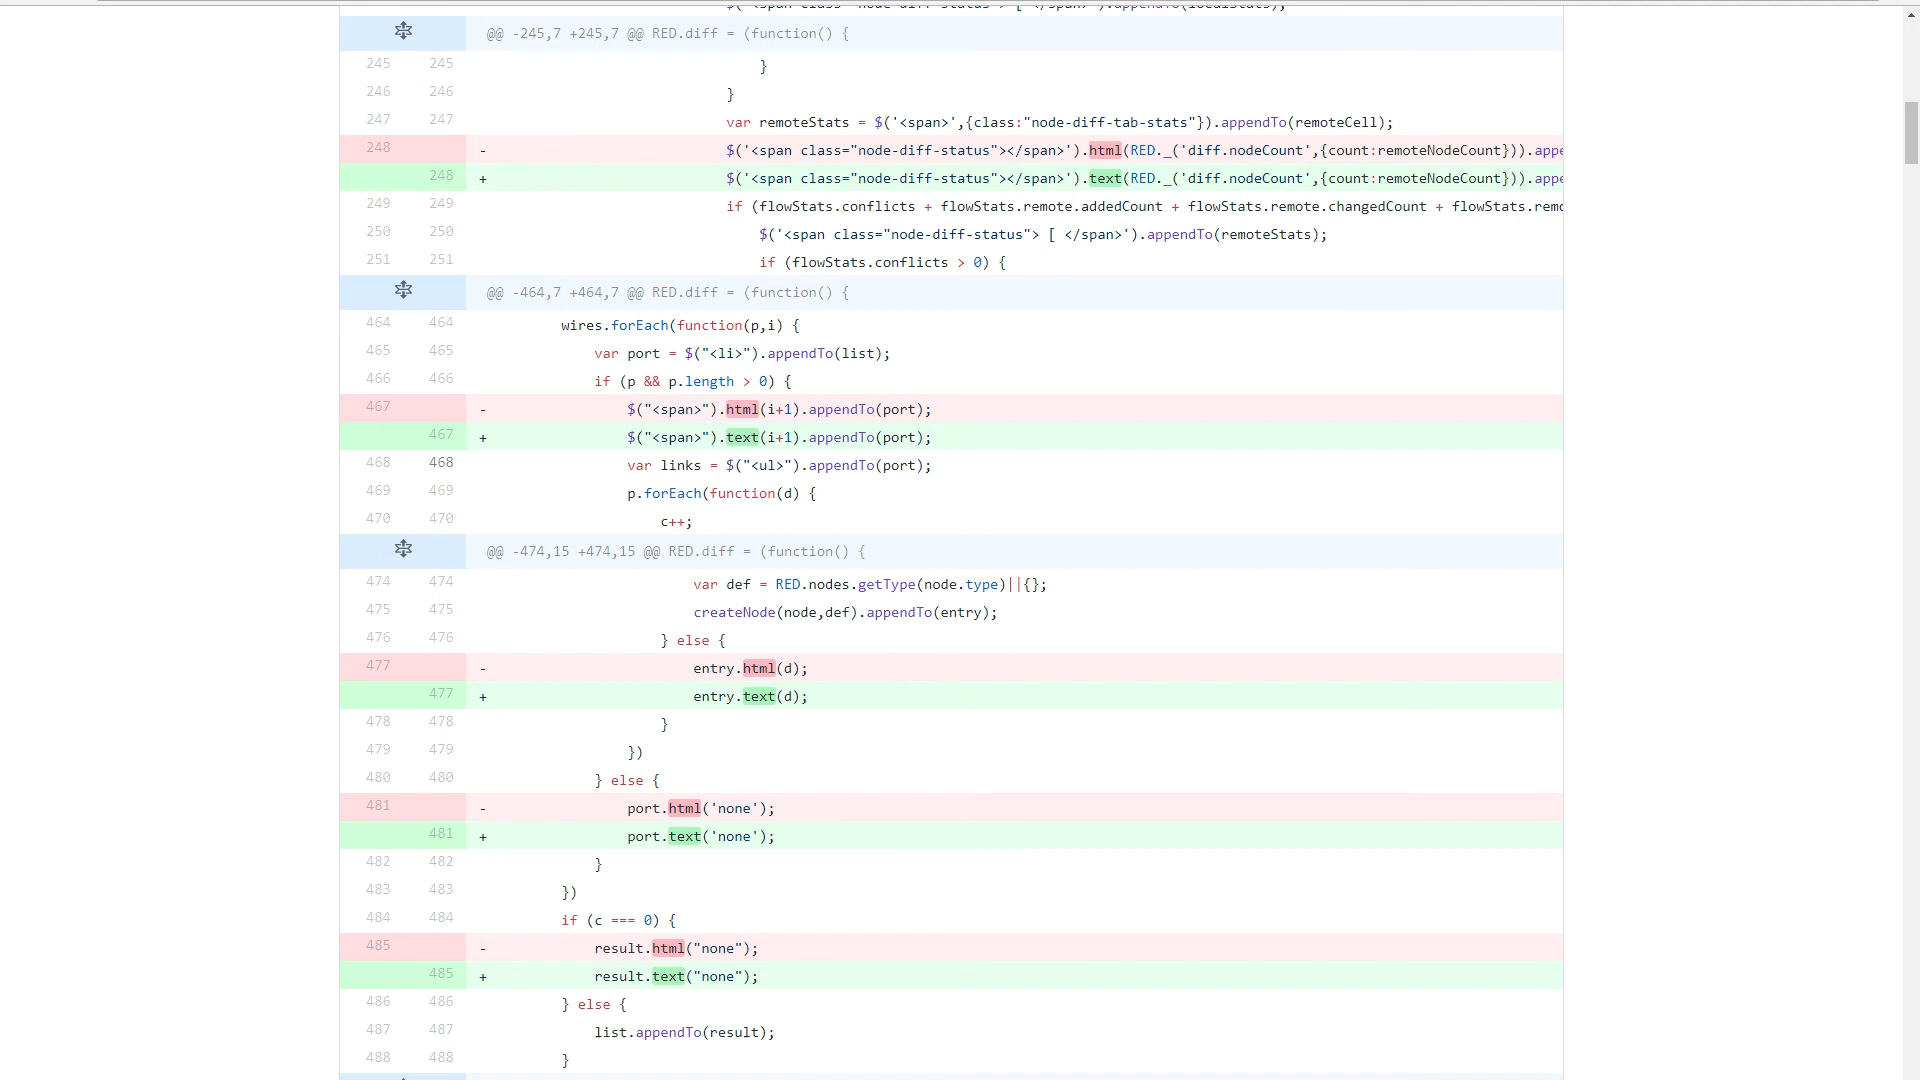 @@ -245,7 +245,7 @@ RED.diff = (function() {
245 245 }
246 246 }
247 247 var remoteStats = $('<span>',{class:"node-diff-tab-stats"}).appendTo(remoteCell);
248 - $('<span class="node-diff-status"></span>').html(RED._('diff.nodeCount',{count:remoteNodeCount})).appe
248 + $('<span class="node-diff-status"></span>').text(RED._('diff.nodeCount',{count:remoteNodeCount})).appe
249 249 if (flowStats.conflicts + flowStats.remote.addedCount + flowStats.remote.changedCount + flowStats.remo
250 250 $('<span class="node-diff-status"> [ </span>').appendTo(remoteStats);
251 251 if (flowStats.conflicts > 0) {
@@ -464,7 +464,7 @@ RED.diff = (function() {
464 464 wires.forEach(function(p,i) {
465 465 var port = $("<li>").appendTo(list);
466 466 if (p && p.length > 0) {
467 - $("<span>").html(i+1).appendTo(port);
467 + $("<span>").text(i+1).appendTo(port);
468 468 var links = $("<ul>").appendTo(port);
469 469 p.forEach(function(d) {
470 470 c++;
@@ -474,15 +474,15 @@ RED.diff = (function() {
474 474 var def = RED.nodes.getType(node.type)||{};
475 475 createNode(node,def).appendTo(entry);
476 476 } else {
477 - entry.html(d);
477 + entry.text(d);
478 478 }
479 479 })
480 480 } else {
481 - port.html('none');
481 + port.text('none');
482 482 }
483 483 })
484 484 if (c === 0) {
485 - result.html("none");
485 + result.text("none");
486 486 } else {
487 487 list.appendTo(result);
488 488 }